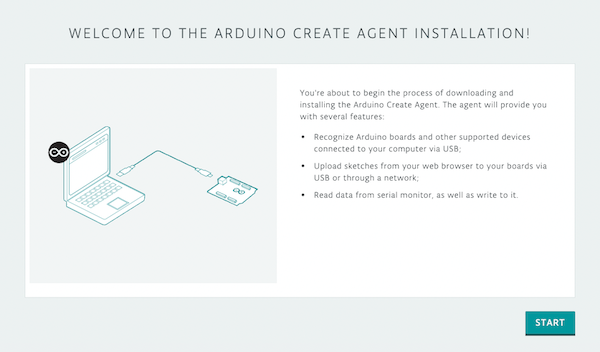 WELCOME TO THE ARDUINO CREATE AGENT INSTALLATION!
You're about to begin the process of downloading and
installing the Arduino Create Agent. The agent will provide you
with several features:
• Recognize Arduino boards and other supported devices
connected to your computer via USB;
• Upload sketches from your web browser to your boards via
USB or through a network;
• Read data from serial monitor, as well as write to it.
START